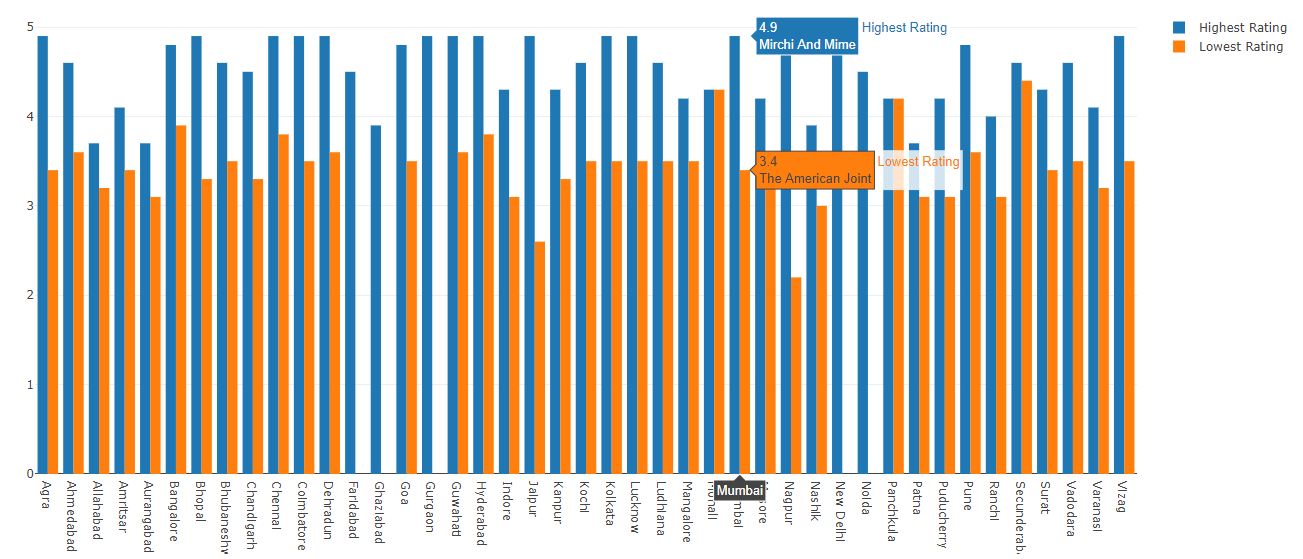 5
4
3
2
1
0
4.9
Mirchi And Mime
Highest Rating
3.4
The American Joint
Lowest Rating
Highest Rating
Lowest Rating
Agra
Ahmedabad
Allahabad
Amritsar
Aurangabad
Bangalore
Bhopal
Bhubaneshw
Chandigarh
Chennai
Coimbatore
Dehradun
Faridabad
Ghaziabad
Goa
Gurgaon
Guwahati
Hyderabad
Indore
Jaipur
Kanpur
Kochi
Kolkata
Lucknow
Ludhiana
Mangalore
Mumbai
Nagpur
Nashik
New Delhi
Noida
Panchkula
Patna
Puducherry
Pune
Ranchi
Secunderab
Surat
Vadodara
Varanasi
Vizag